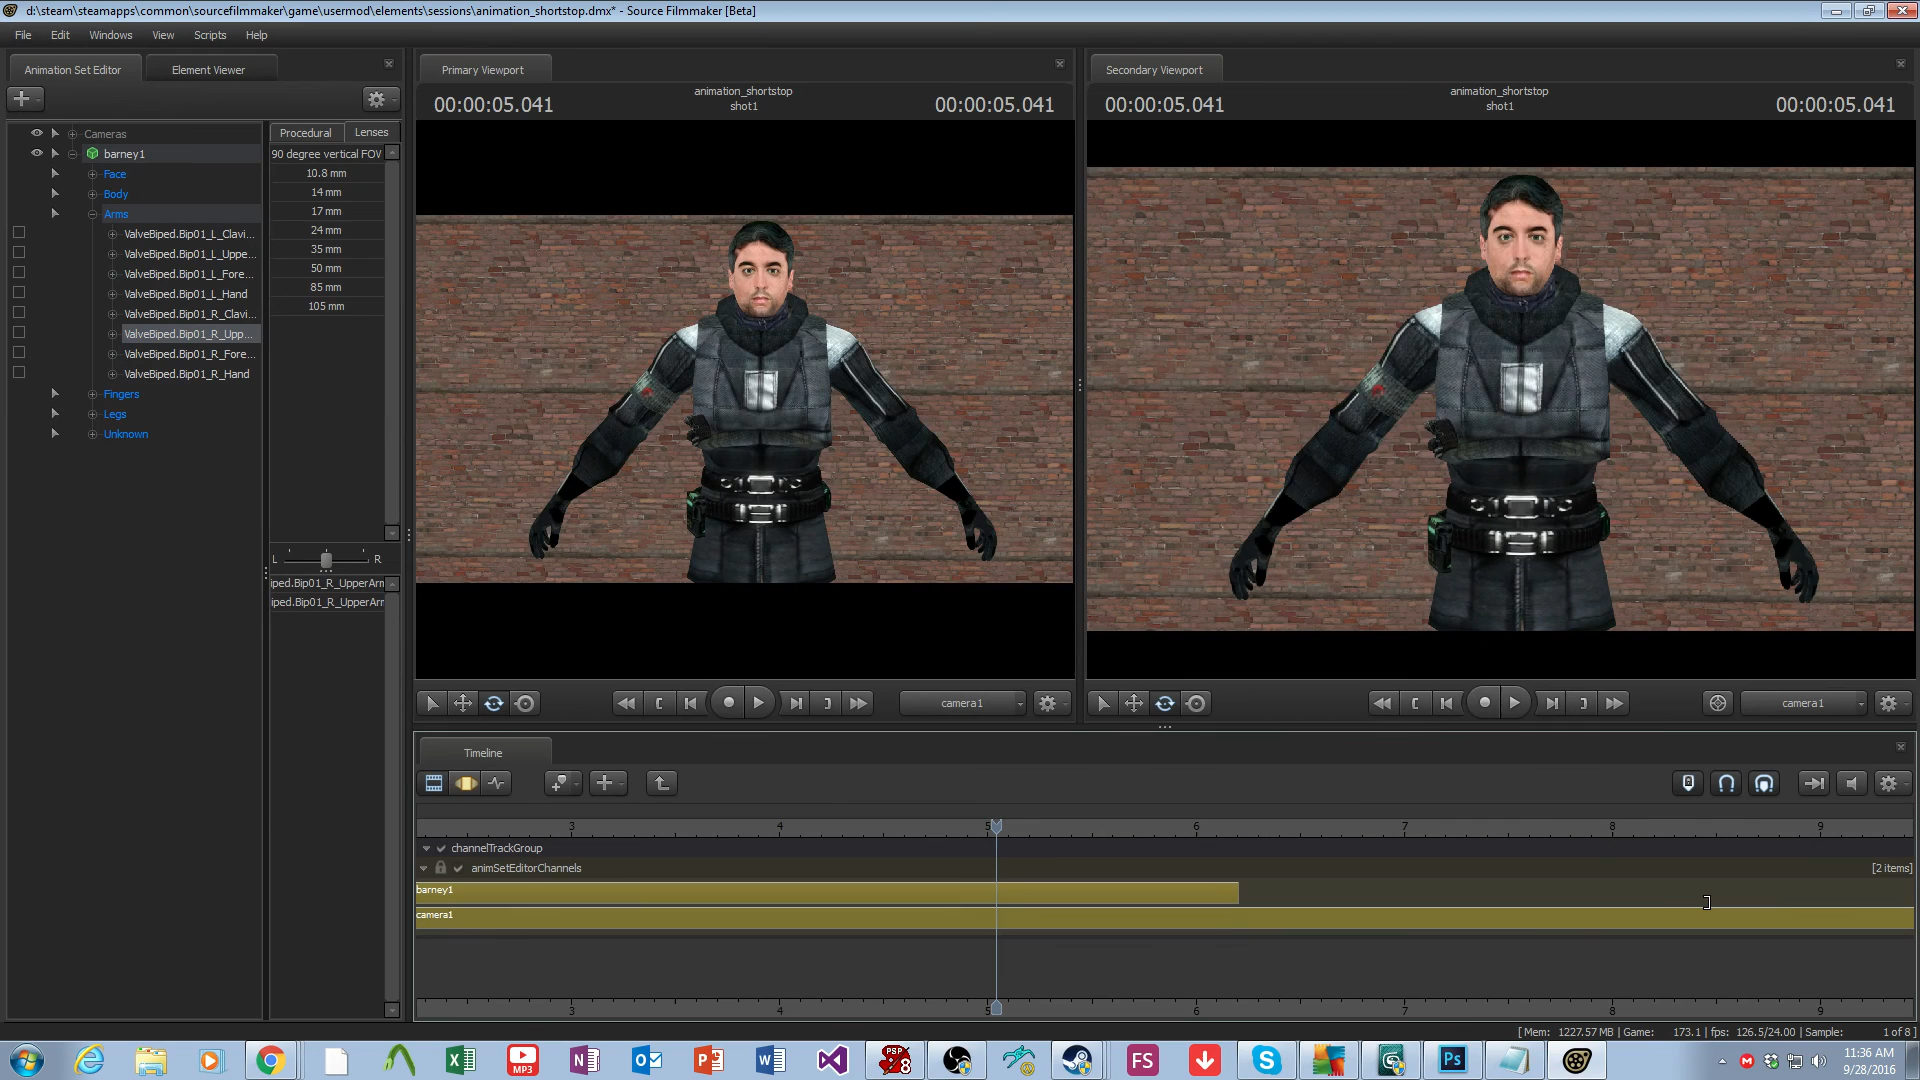 d:\steam\steamapps\common\sourcefilmmaker\game\usermod\elements\sessions\animation_shortstop.dmx* - Source Filmmaker [Beta]
File Edit Windows View Scripts Help
Animation Set Editor Element Viewer
Primary Viewport
Secondary Viewport
00:00:05.041 animation_shortstop 00:00:05.041
shot1
00:00:05.041 animation_shortstop 00:00:05.041
shot1
Cameras
barney1
Face
Body
Arms
ValveBiped.Bip01_L_Clavi...
ValveBiped.Bip01_L_Uppe...
ValveBiped.Bip01_L_Fore...
ValveBiped.Bip01_L_Hand
ValveBiped.Bip01_R_Clavi...
ValveBiped.Bip01_R_Upp...
ValveBiped.Bip01_R_Fore...
ValveBiped.Bip01_R_Hand
Fingers
Legs
Unknown
Procedural Lenses
90 degree vertical FOV
10.8 mm
14 mm
17 mm
24 mm
35 mm
50 mm
85 mm
105 mm
L R
iped.Bip01_R_UpperArn
iped.Bip01_R_UpperArn
camera1
camera1
Timeline
3 4 5 6 7 8 9
channelTrackGroup
animSetEditorChannels [2 items]
barney1
camera1
3 4 5 6 7 8 9
[ Mem: 1227.57 MB | Game: 173.1 | fps: 126.5/24.00 | Sample: 1 of 8 ]
MP3
PSP
8
FS
Ps
11:36 AM
9/28/2016